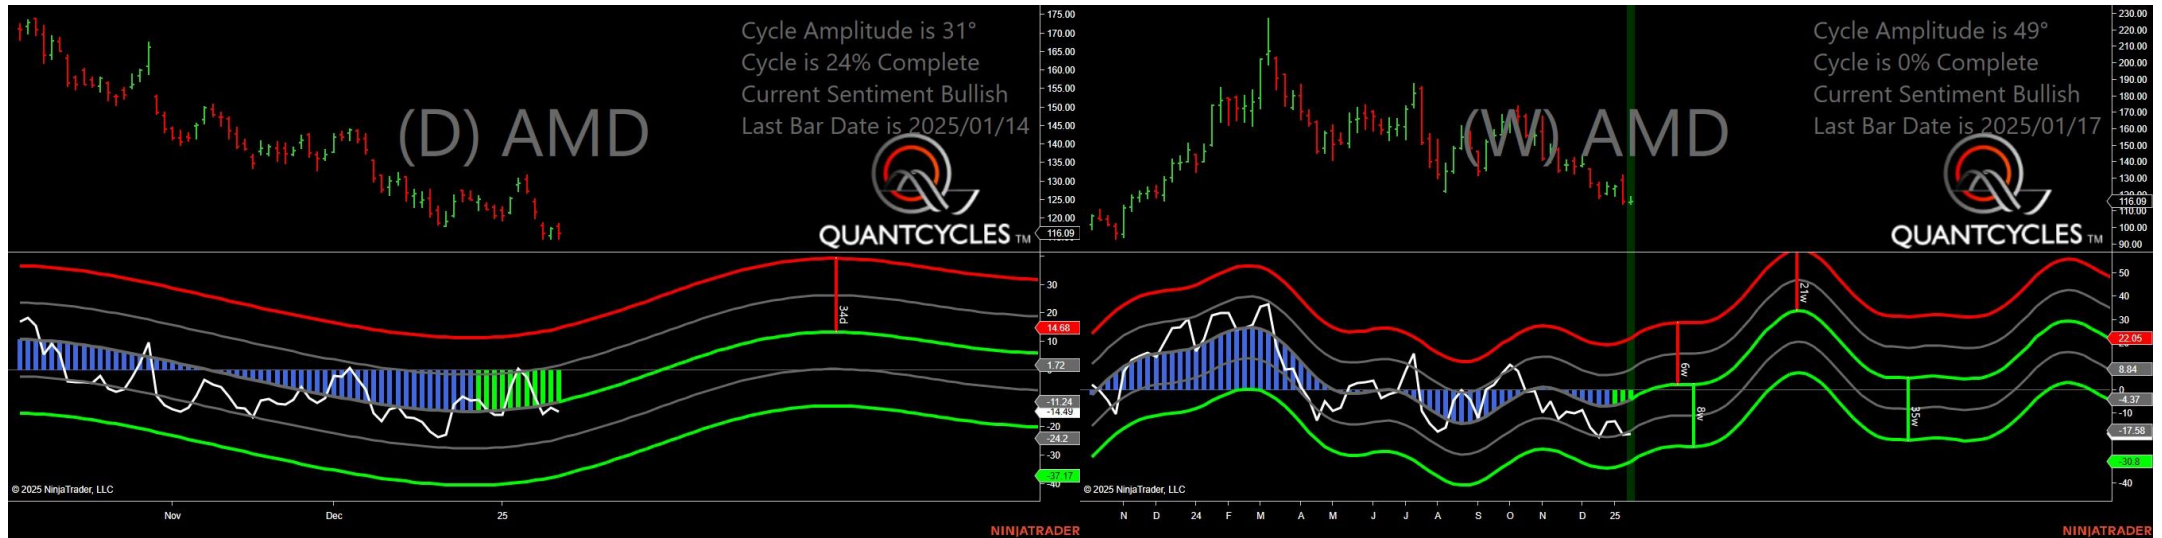 Cycle Amplitude is 31°
Cycle is 24% Complete
Current Sentiment Bullish
Last Bar Date is 2025/01/14
(D) AMD
QUANTCYCLES TM
175.00
170.00
165.00
160.00
155.00
150.00
145.00
140.00
135.00
130.00
125.00
120.00
116.09
34d
30
20
14.68
10
1.72
-11.24
-14.49
-20
-24.2
-30
-37.17
-40
© 2025 NinjaTrader, LLC
Nov Dec 25
NINJATRADER
Cycle Amplitude is 49°
Cycle is 0% Complete
Current Sentiment Bullish
Last Bar Date is 2025/01/17
(W) AMD
QUANTCYCLES TM
230.00
220.00
210.00
200.00
190.00
180.00
170.00
160.00
150.00
140.00
130.00
116.09
110.00
100.00
90.00
6w
8w
21w
35w
50
40
30
22.05
8.84
0
-4.37
-10
-17.58
-30.8
-40
© 2025 NinjaTrader, LLC
N D 24 F M A M J J A S O N D 25
NINJATRADER